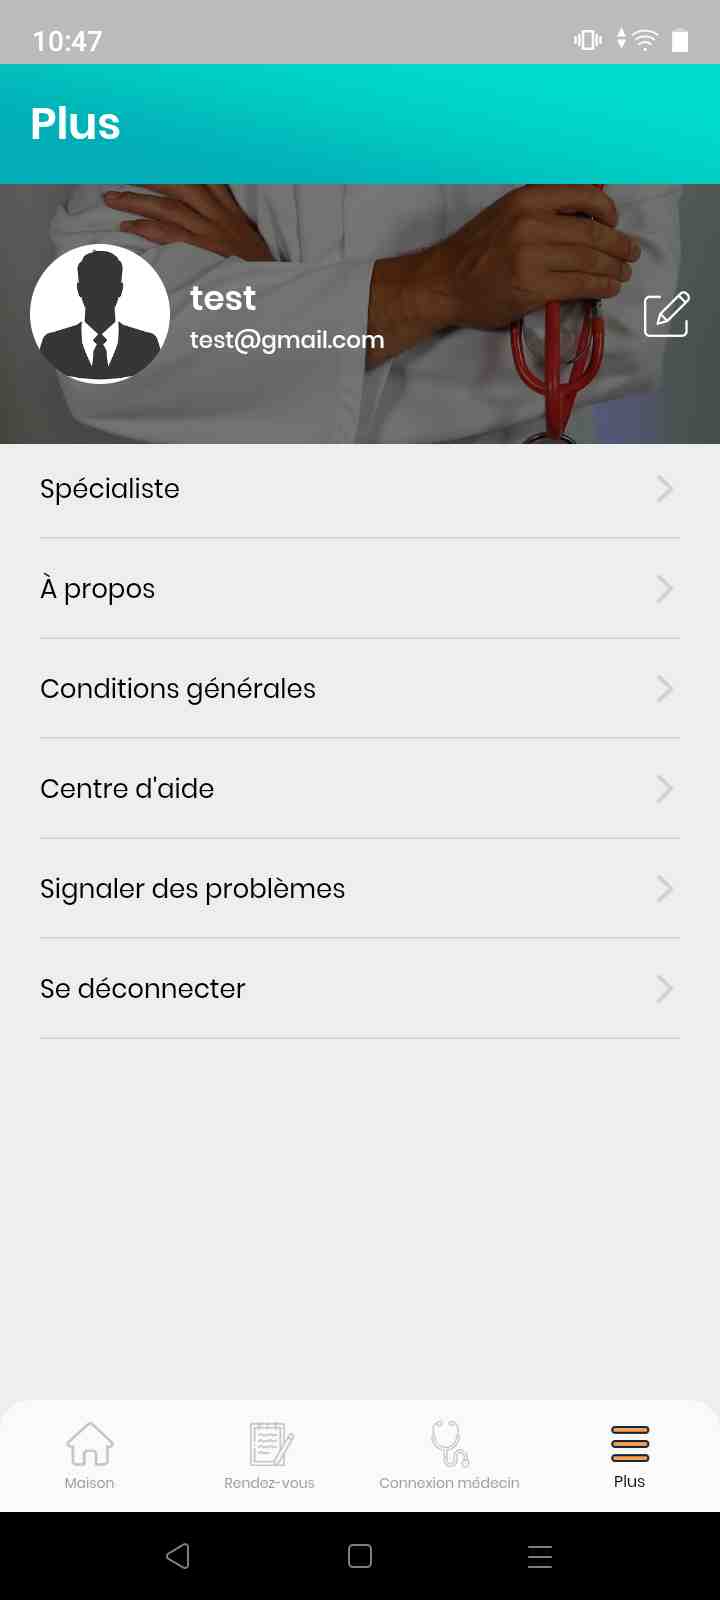 10:47
Plus
test
test@gmail.com
Spécialiste
À propos
Conditions générales
Centre d'aide
Signaler des problèmes
Se déconnecter
Maison
Rendez-vous
Connexion médecin
Plus